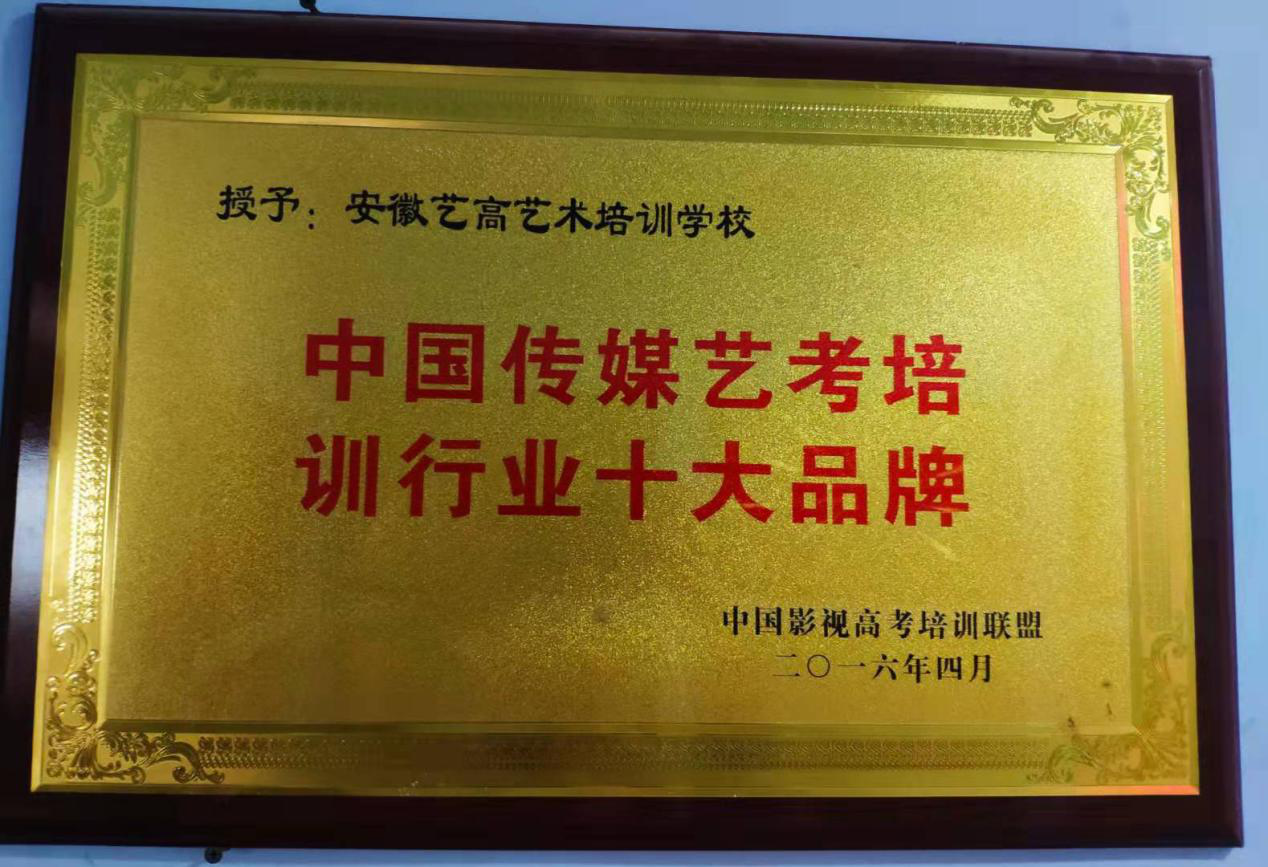 授予：安徽艺高艺术培训学校
中国传媒艺考培
训行业十大品牌
中国影视高考培训联盟
二〇一六年四月